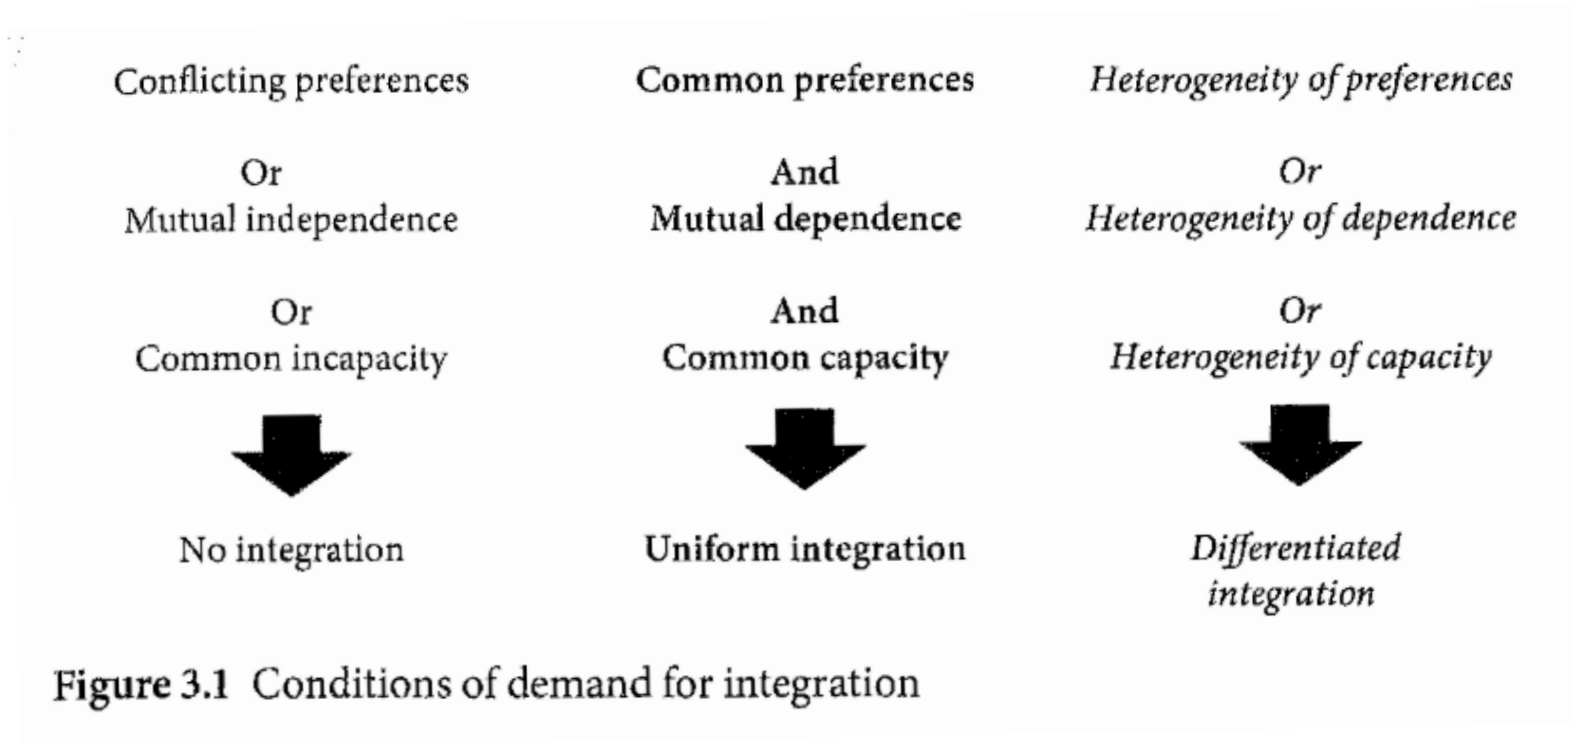 Conflicting preferences
Or
Mutual independence
Or
Common incapacity
No integration
Common preferences
And
Mutual dependence
And
Common capacity
Uniform integration
Heterogeneity of preferences
Or
Heterogeneity of dependence
Or
Heterogeneity of capacity
Differentiated
integration
Figure 3.1 Conditions of demand for integration